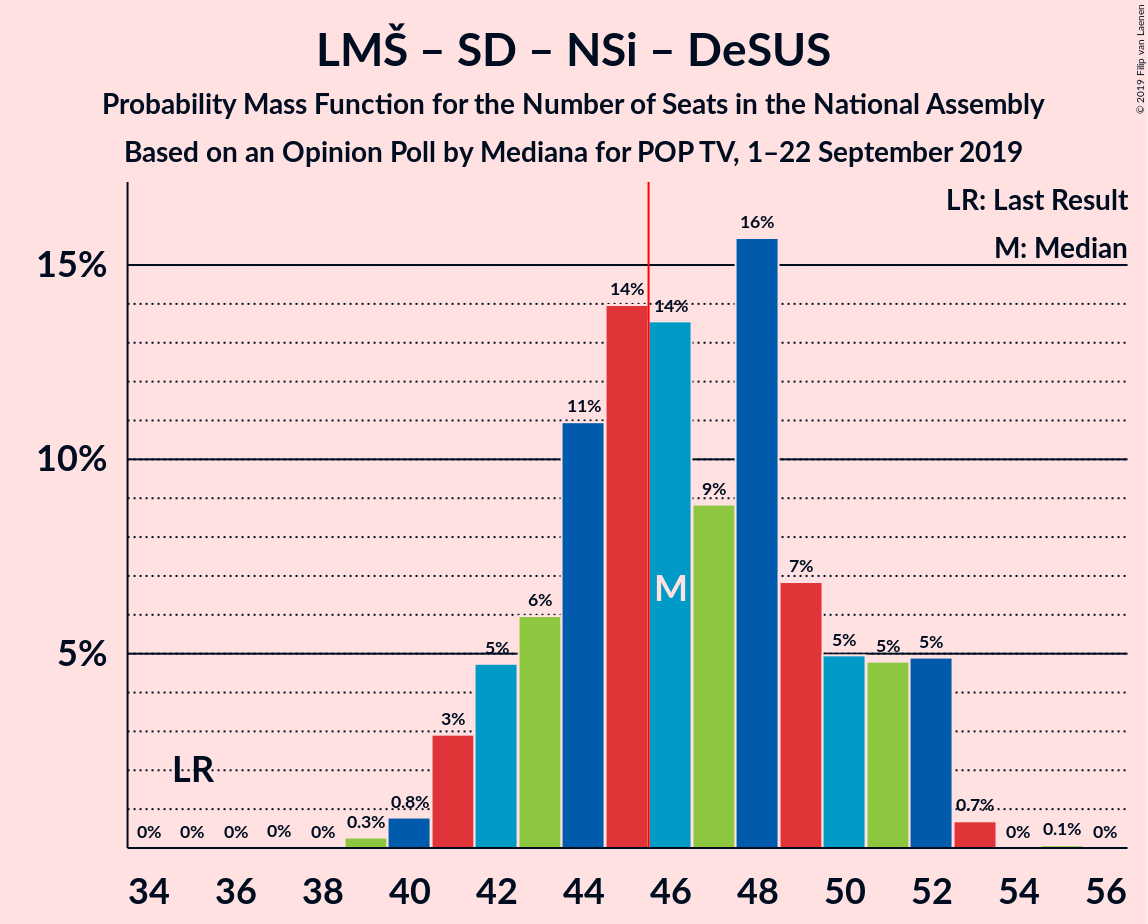 LMŠ – SD – NSi – DeSUS
Probability Mass Function for the Number of Seats in the National Assembly
Based on an Opinion Poll by Mediana for POP TV, 1–22 September 2019
© 2019 Filip van Laenen
LR: Last Result
M: Median
15%
10%
5%
0% 0% 0% 0% 0% 0.3% 0.8% 3% 5% 6% 11% 14% 14% 9% 16% 7% 5% 5% 5% 0.7% 0% 0.1% 0%
LR
M
34 36 38 40 42 44 46 48 50 52 54 56